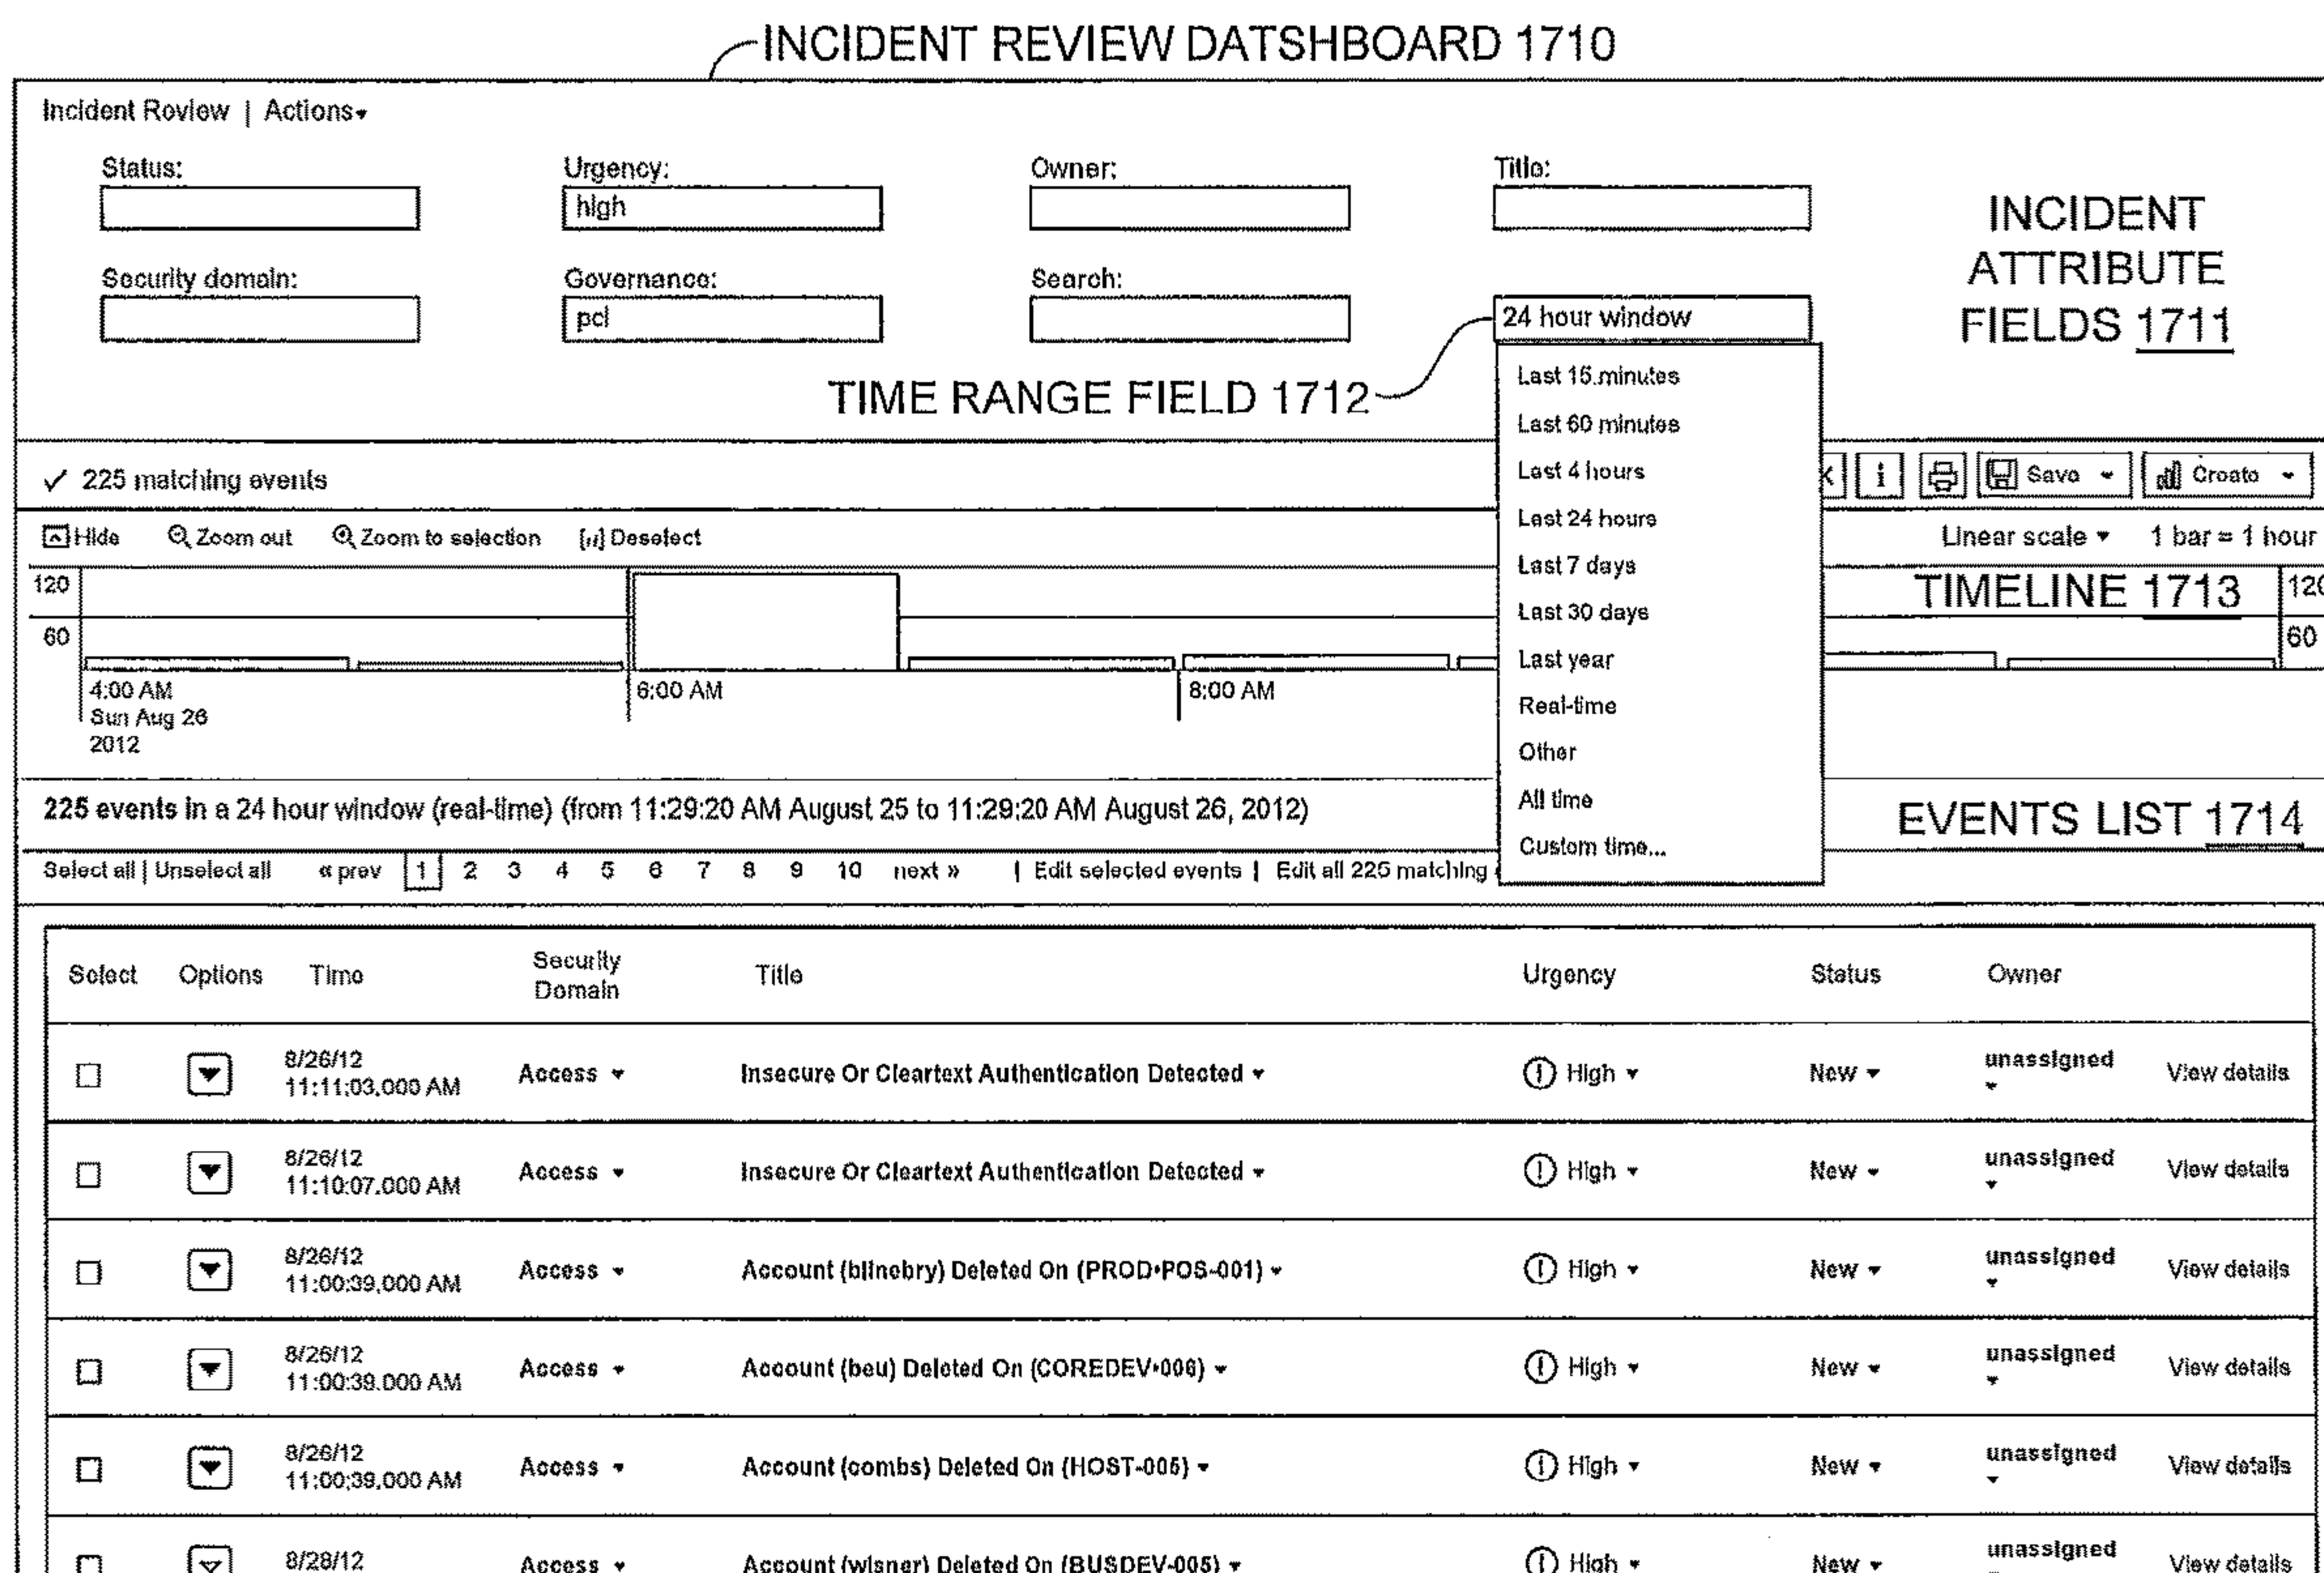 INCIDENT REVIEW DATSHBOARD 1710
Incident Review | Actions
Status:
Urgency:
Owner:
Title:
high
INCIDENT
ATTRIBUTE
FIELDS 1711
Security domain:
Governance:
Search:
pci
24 hour window
TIME RANGE FIELD 1712
Last 15 minutes
Last 60 minutes
Last 4 hours
Last 24 hours
Last 7 days
Last 30 days
Last year
Real-time
Other
All time
Custom time...
✓ 225 matching events
i
Save
Create
Hide Zoom out Zoom to selection Deselect
Linear scale 1 bar = 1 hour
120
60
TIMELINE 1713
120
60
4:00 AM
Sun Aug 26
2012
6:00 AM
8:00 AM
225 events in a 24 hour window (real-time) (from 11:29:20 AM August 25 to 11:29:20 AM August 26, 2012)
EVENTS LIST 1714
Select all | Unselect all « prev 1 2 3 4 5 6 7 8 9 10 next » | Edit selected events | Edit all 225 matching
Select Options Time Security Domain Title Urgency Status Owner
8/26/12 11:11:03.000 AM Access Insecure Or Cleartext Authentication Detected High New unassigned View details
8/26/12 11:10:07.000 AM Access Insecure Or Cleartext Authentication Detected High New unassigned View details
8/26/12 11:00:39.000 AM Access Account (blinebry) Deleted On (PROD-POS-001) High New unassigned View details
8/26/12 11:00:39.000 AM Access Account (beu) Deleted On (COREDEV-006) High New unassigned View details
8/26/12 11:00:39.000 AM Access Account (combs) Deleted On (HOST-005) High New unassigned View details
8/28/12 Access Account (wisner) Deleted On (BUSDEV-005) High New unassigned View details